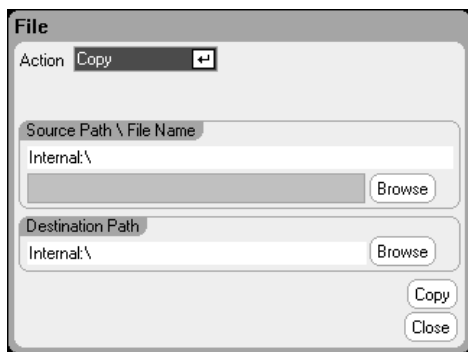 File
Action Copy
Source Path \ File Name
Internal:\
Browse
Destination Path
Internal:\ Browse
Copy
Close